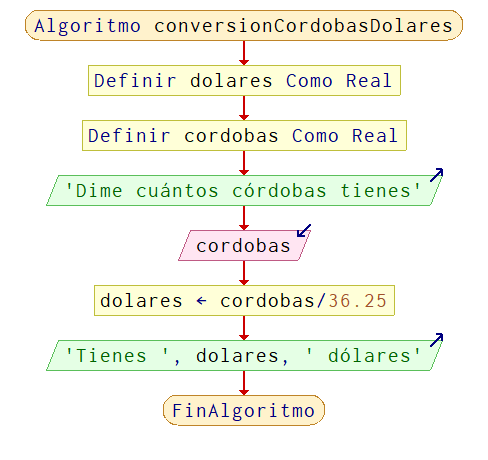 Algoritmo conversionCordobasDolares
Definir dolares Como Real
Definir cordobas Como Real
'Dime cuántos córdobas tienes'
cordobas
dolares ← cordobas/36.25
'Tienes ', dolares, ' dólares'
FinAlgoritmo